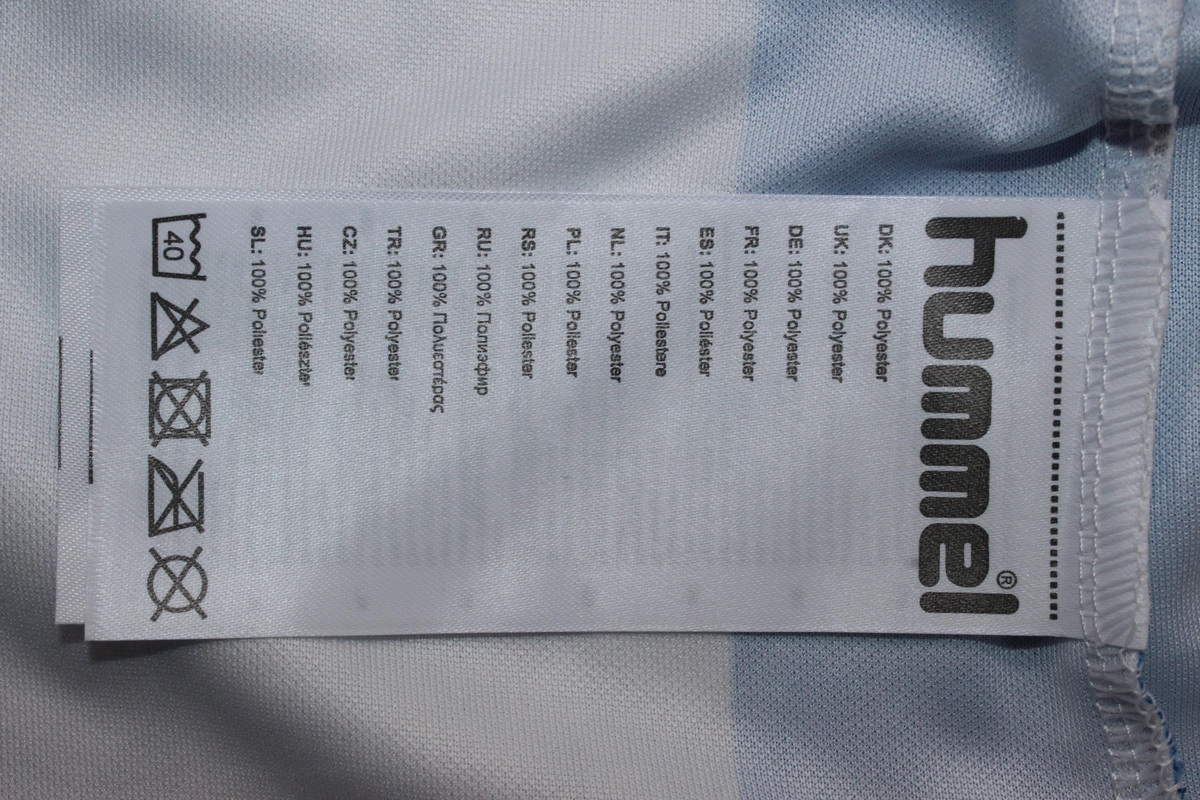 hummel®
DK: 100% Polyester
UK: 100% Polyester
DE: 100% Polyester
FR: 100% Polyester
ES: 100% Poliéster
IT: 100% Poliestere
NL: 100% Polyester
PL: 100% Poliester
RS: 100% Poliester
RU: 100% Полиэфир
GR: 100% Πολυεστέρας
TR: 100% Polyester
CZ: 100% Polyester
HU: 100% Poliészter
SL: 100% Poliester
40